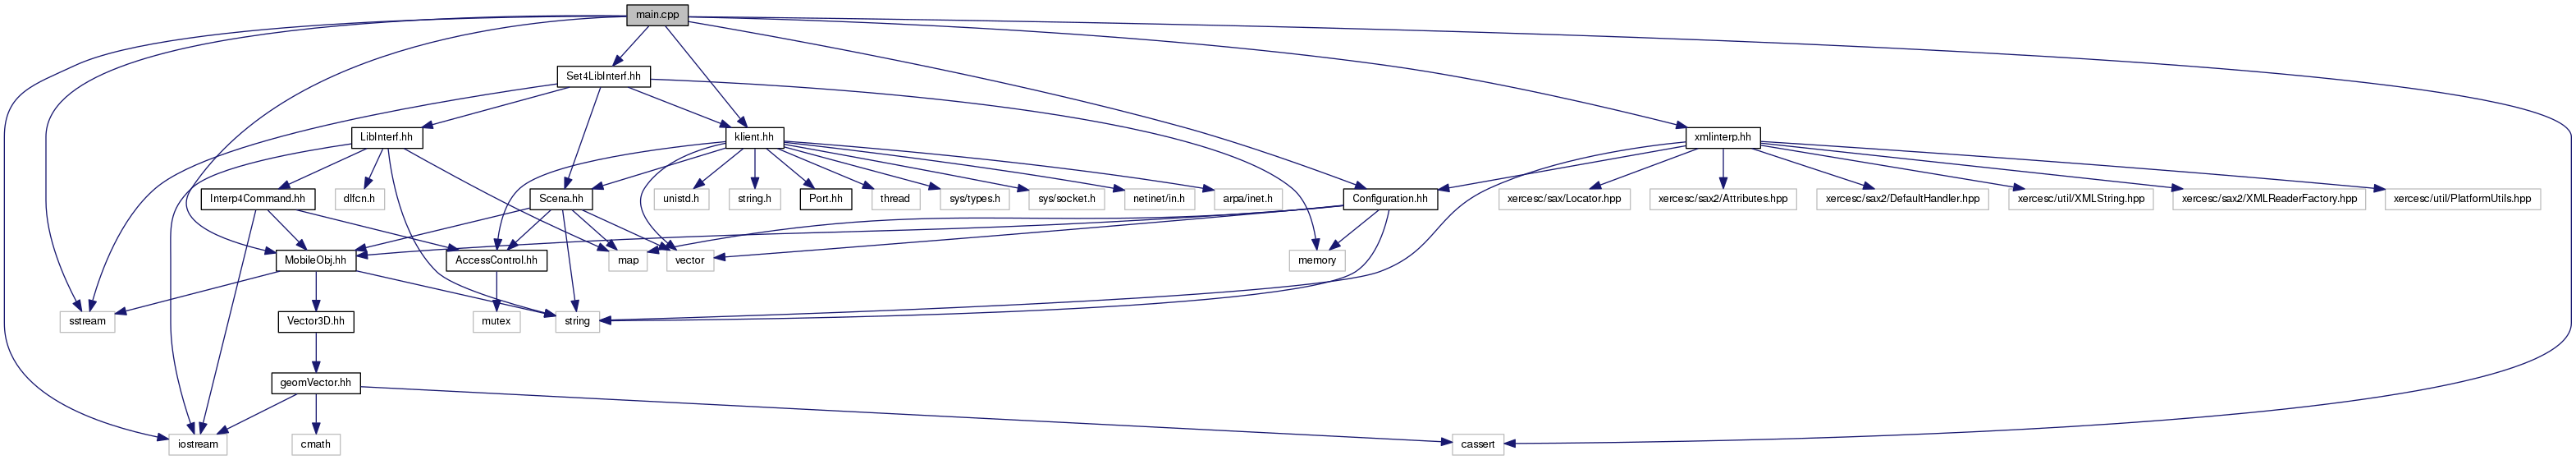 main.cpp
Set4LibInterf.hh
LibInterf.hh
klient.hh
xmlinterp.hh
Interp4Command.hh
dlfcn.h
Scena.hh
unistd.h
string.h
Port.hh
thread
sys/types.h
sys/socket.h
netinet/in.h
arpa/inet.h
Configuration.hh
xercesc/sax/Locator.hpp
xercesc/sax2/Attributes.hpp
xercesc/sax2/DefaultHandler.hpp
xercesc/util/XMLString.hpp
xercesc/sax2/XMLReaderFactory.hpp
xercesc/util/PlatformUtils.hpp
MobileObj.hh
AccessControl.hh
map
vector
memory
sstream
Vector3D.hh
mutex
string
geomVector.hh
iostream
cmath
cassert